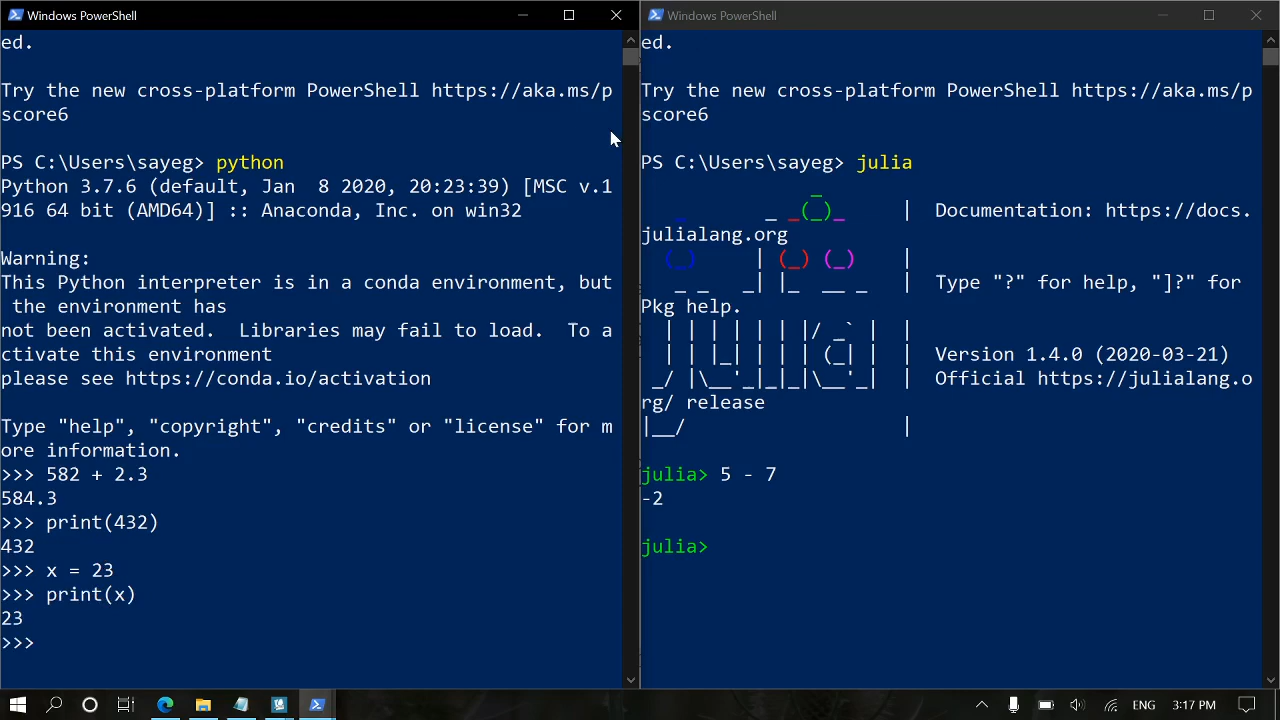 Windows PowerShell
ed.
Try the new cross-platform PowerShell https://aka.ms/p
score6
PS C:\Users\sayeg> python
Python 3.7.6 (default, Jan  8 2020, 20:23:39) [MSC v.1
916 64 bit (AMD64)] :: Anaconda, Inc. on win32
Warning:
This Python interpreter is in a conda environment, but
 the environment has
not been activated.  Libraries may fail to load.  To a
ctivate this environment
please see https://conda.io/activation
Type "help", "copyright", "credits" or "license" for m
ore information.
>>> 582 + 2.3
584.3
>>> print(432)
432
>>> x = 23
>>> print(x)
23
>>>
Windows PowerShell
ed.
Try the new cross-platform PowerShell https://aka.ms/p
score6
PS C:\Users\sayeg> julia
               _
   _       _ _(_)_     |  Documentation: https://docs.
julialang.org
  (_)     | (_) (_)    |
   _ _   _| |_  __ _   |  Type "?" for help, "]?" for
Pkg help.
  | | | | | | |/ _` |  |
  | | |_| | | | (_| |  |  Version 1.4.0 (2020-03-21)
 _/ |\__'_|_|_|\__'_|  |  Official https://julialang.o
rg/ release
|__/                   |
julia> 5 - 7
-2
julia>
ENG
3:17 PM